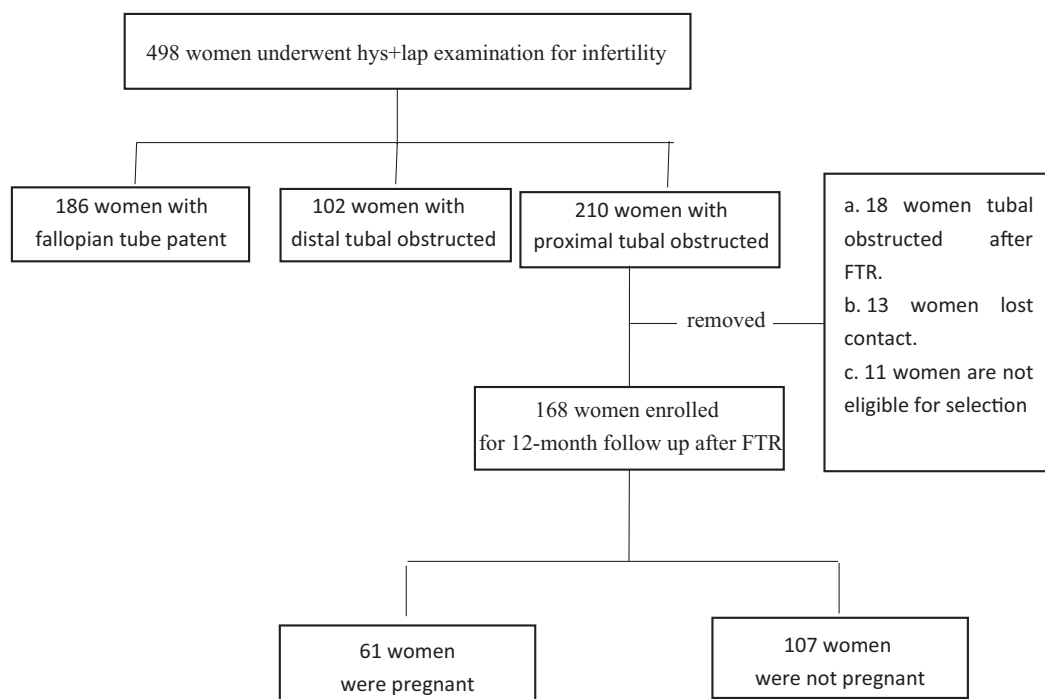 498 women underwent hys+lap examination for infertility
186 women with
fallopian tube patent
102 women with
distal tubal obstructed
210 women with
proximal tubal obstructed
a. 18 women tubal
obstructed after
FTR.
b. 13 women lost
contact.
c. 11 women are not
eligible for selection
removed
168 women enrolled
for 12-month follow up after FTR
61 women
were pregnant
107 women
were not pregnant